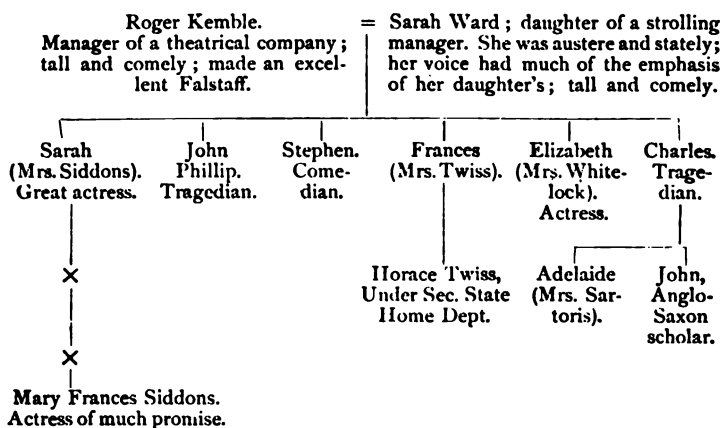 Roger Kemble.
Manager of a theatrical company;
tall and comely; made an excel-
lent Falstaff.
= Sarah Ward; daughter of a strolling
manager. She was austere and stately;
her voice had much of the emphasis
of her daughter's; tall and comely.
Sarah
(Mrs. Siddons).
Great actress.
John
Phillip.
Tragedian.
Stephen.
Come-
dian.
Frances
(Mrs. Twiss).
Elizabeth
(Mrs. White-
lock).
Actress.
Charles.
Trage-
dian.
×
×
Mary Frances Siddons.
Actress of much promise.
Horace Twiss,
Under Sec. State
Home Dept.
Adelaide
(Mrs. Sar-
toris).
John,
Anglo-
Saxon
scholar.